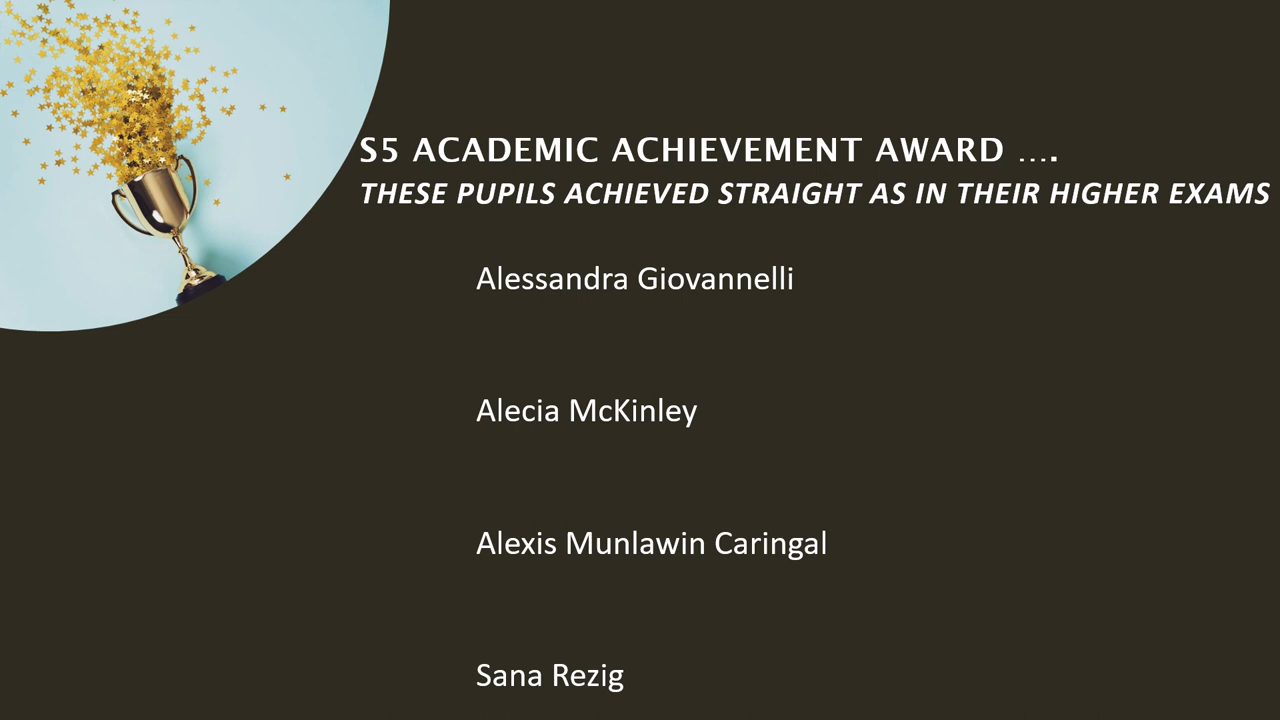 S5 ACADEMIC ACHIEVEMENT AWARD ….
THESE PUPILS ACHIEVED STRAIGHT AS IN THEIR HIGHER EXAMS
Alessandra Giovannelli
Alecia McKinley
Alexis Munlawin Caringal
Sana Rezig